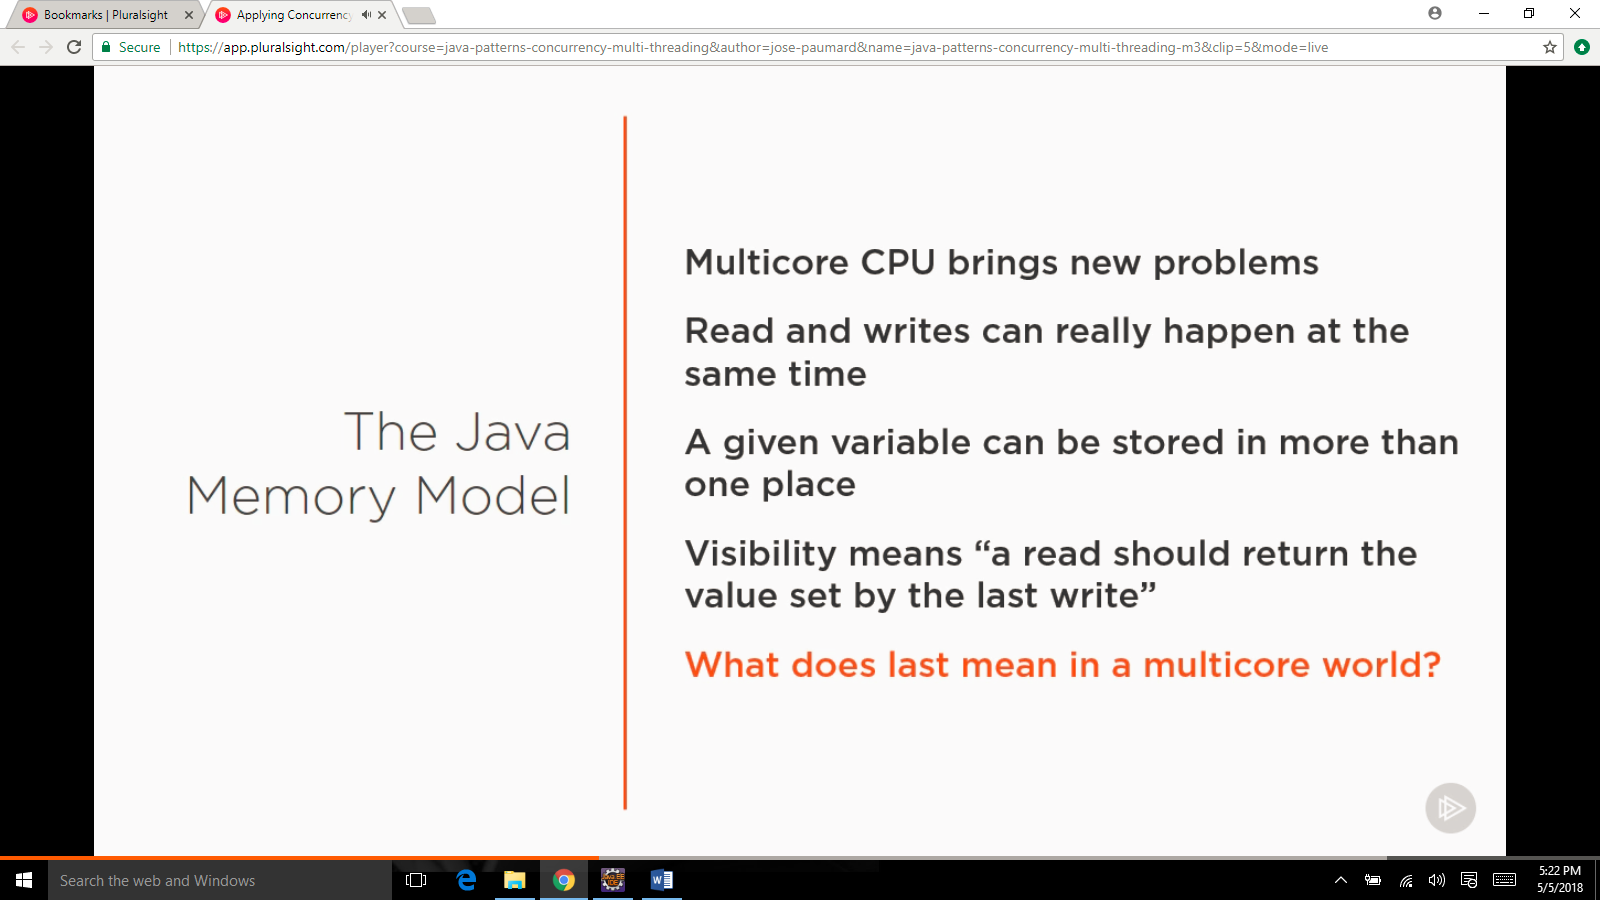 Bookmarks | Pluralsight
Applying Concurrency
Secure
https://app.pluralsight.com/player?course=java-patterns-concurrency-multi-threading&author=jose-paumard&name=java-patterns-concurrency-multi-threading-m3&clip=5&mode=live
The Java
Memory Model
Multicore CPU brings new problems
Read and writes can really happen at the
same time
A given variable can be stored in more than
one place
Visibility means “a read should return the
value set by the last write”
What does last mean in a multicore world?
Search the web and Windows
5:22 PM
5/5/2018